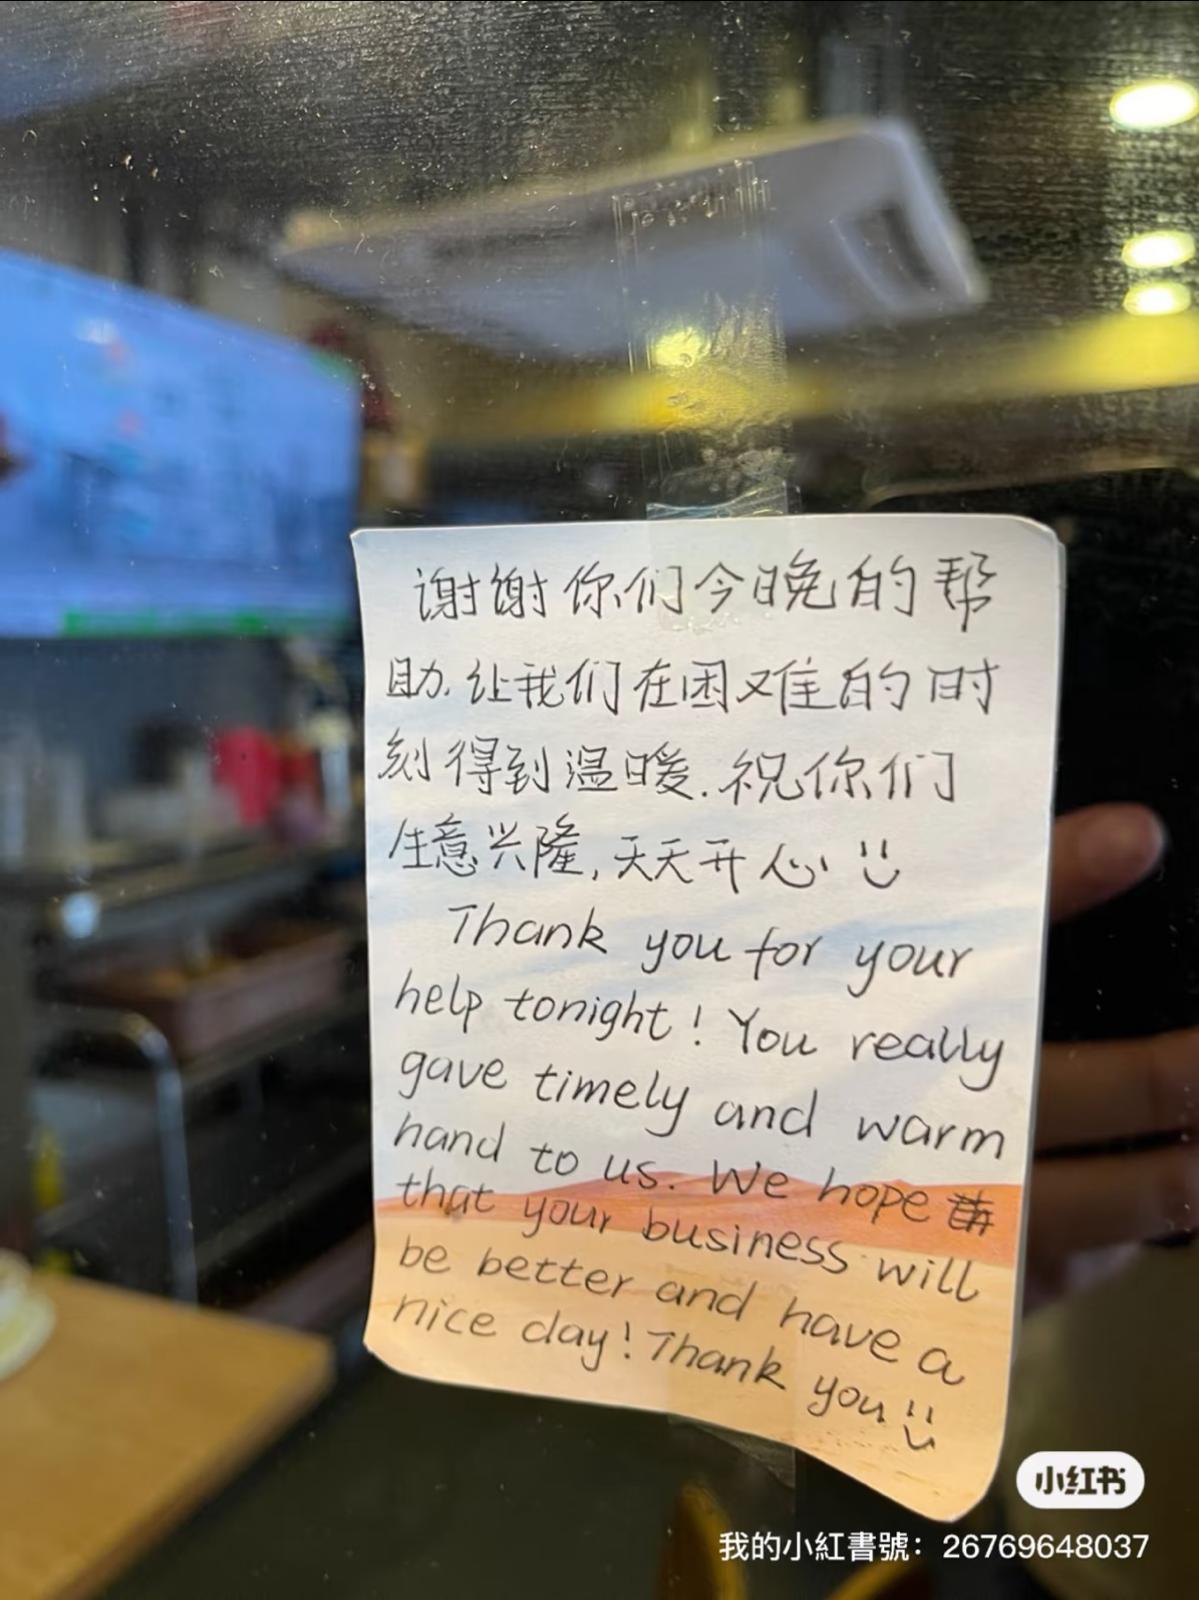 谢谢你们今晚的帮
助.让我们在困难的时
刻得到温暖.祝你们
生意兴隆,天天开心
Thank you for your
help tonight! You really
gave timely and warm
hand to us. We hope
that your business will
be better and have a
nice day! Thank you
小红书
我的小紅書號：26769648037